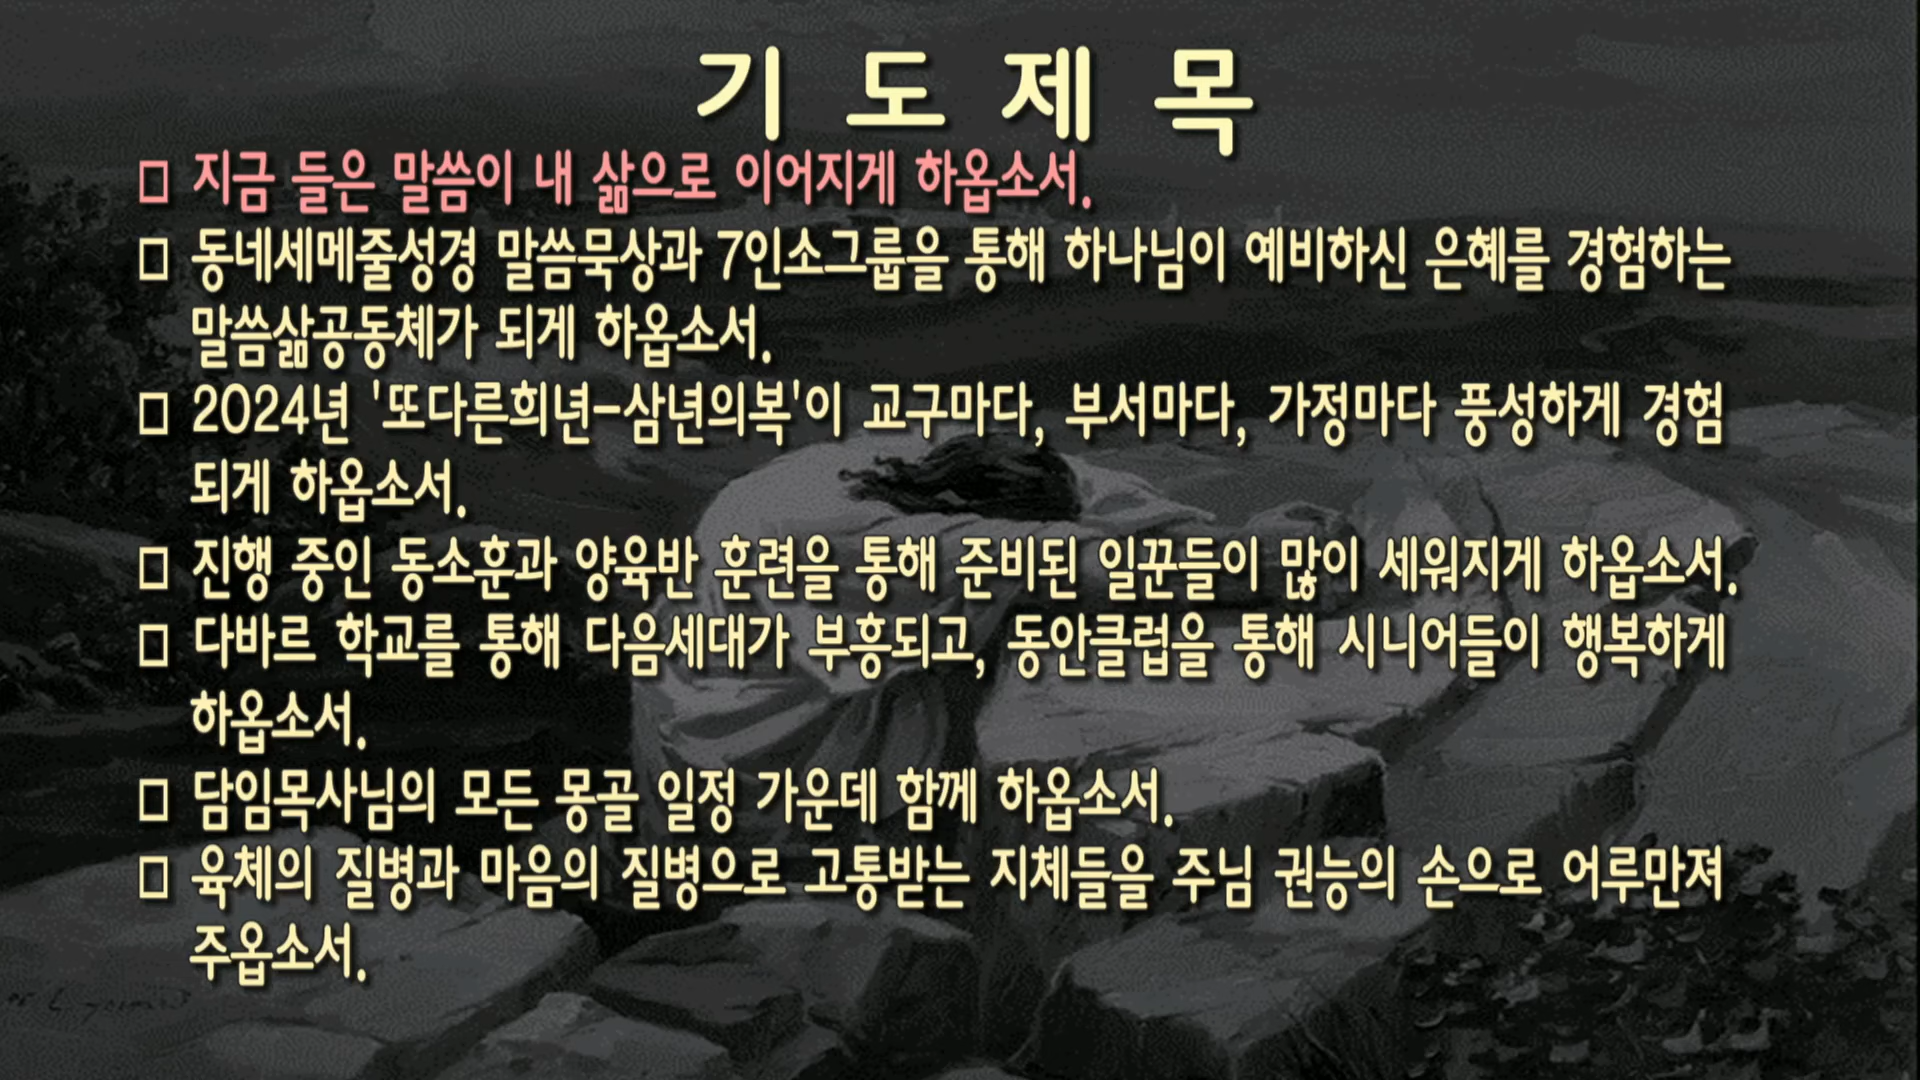 기 도 제 목
□ 지금 들은 말씀이 내 삶으로 이어지게 하옵소서.
□ 동네세메줄성경 말씀묵상과 7인소그룹을 통해 하나님이 예비하신 은혜를 경험하는
말씀삶공동체가 되게 하옵소서.
□ 2024년 '또다른희년-삼년의복'이 교구마다, 부서마다, 가정마다 풍성하게 경험
되게 하옵소서.
□ 진행 중인 동소훈과 양육반 훈련을 통해 준비된 일꾼들이 많이 세워지게 하옵소서.
□ 다바르 학교를 통해 다음세대가 부흥되고, 동안클럽을 통해 시니어들이 행복하게
하옵소서.
□ 담임목사님의 모든 몽골 일정 가운데 함께 하옵소서.
□ 육체의 질병과 마음의 질병으로 고통받는 지체들을 주님 권능의 손으로 어루만져
주옵소서.